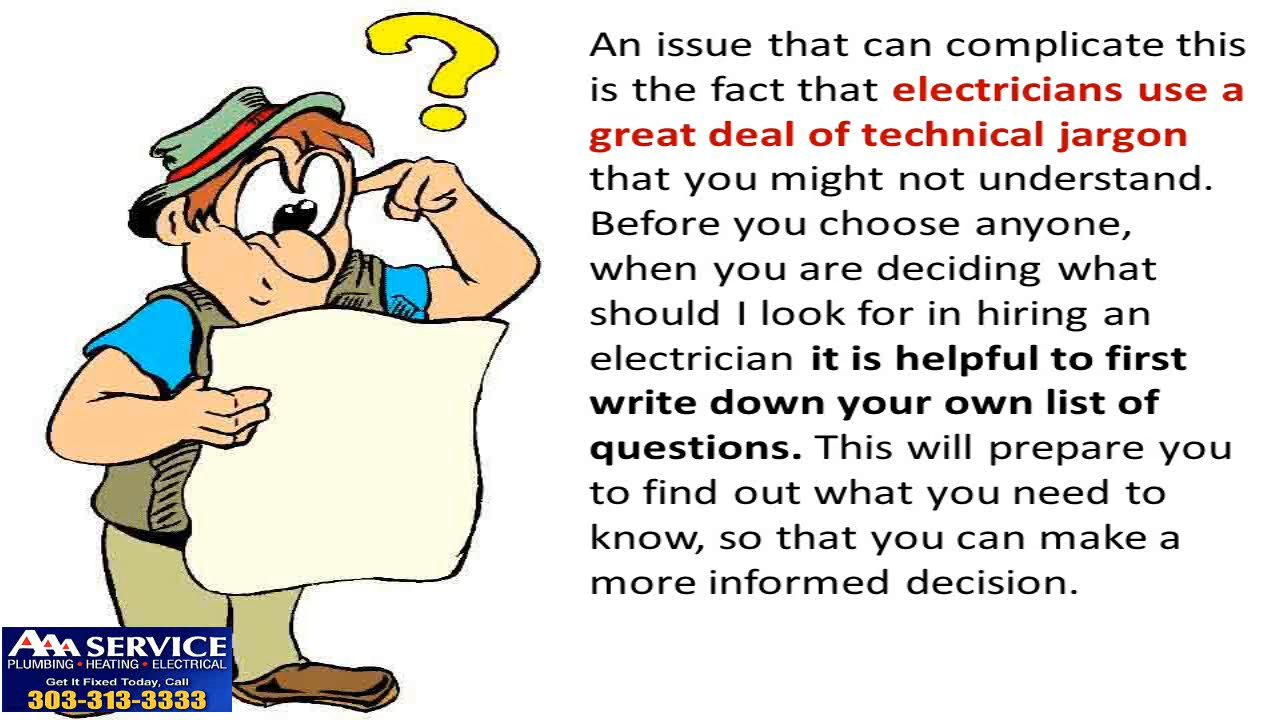 ?
An issue that can complicate this
is the fact that electricians use a
great deal of technical jargon
that you might not understand.
Before you choose anyone,
when you are deciding what
should I look for in hiring an
electrician it is helpful to first
write down your own list of
questions. This will prepare you
to find out what you need to
know, so that you can make a
more informed decision.
AAA SERVICE
PLUMBING • HEATING • ELECTRICAL
Get It Fixed Today, Call
303-313-3333